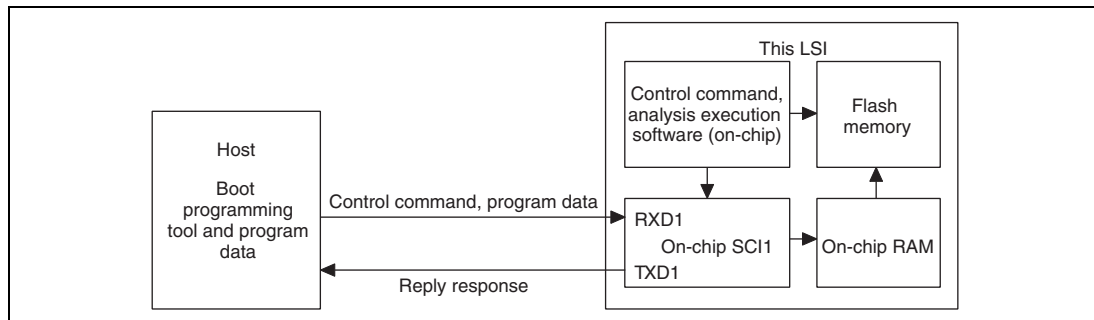 This LSI
Host
Boot
programming
tool and program
data
Control command, program data
Reply response
Control command,
analysis execution
software (on-chip)
Flash
memory
RXD1
On-chip SCI1
TXD1
On-chip RAM